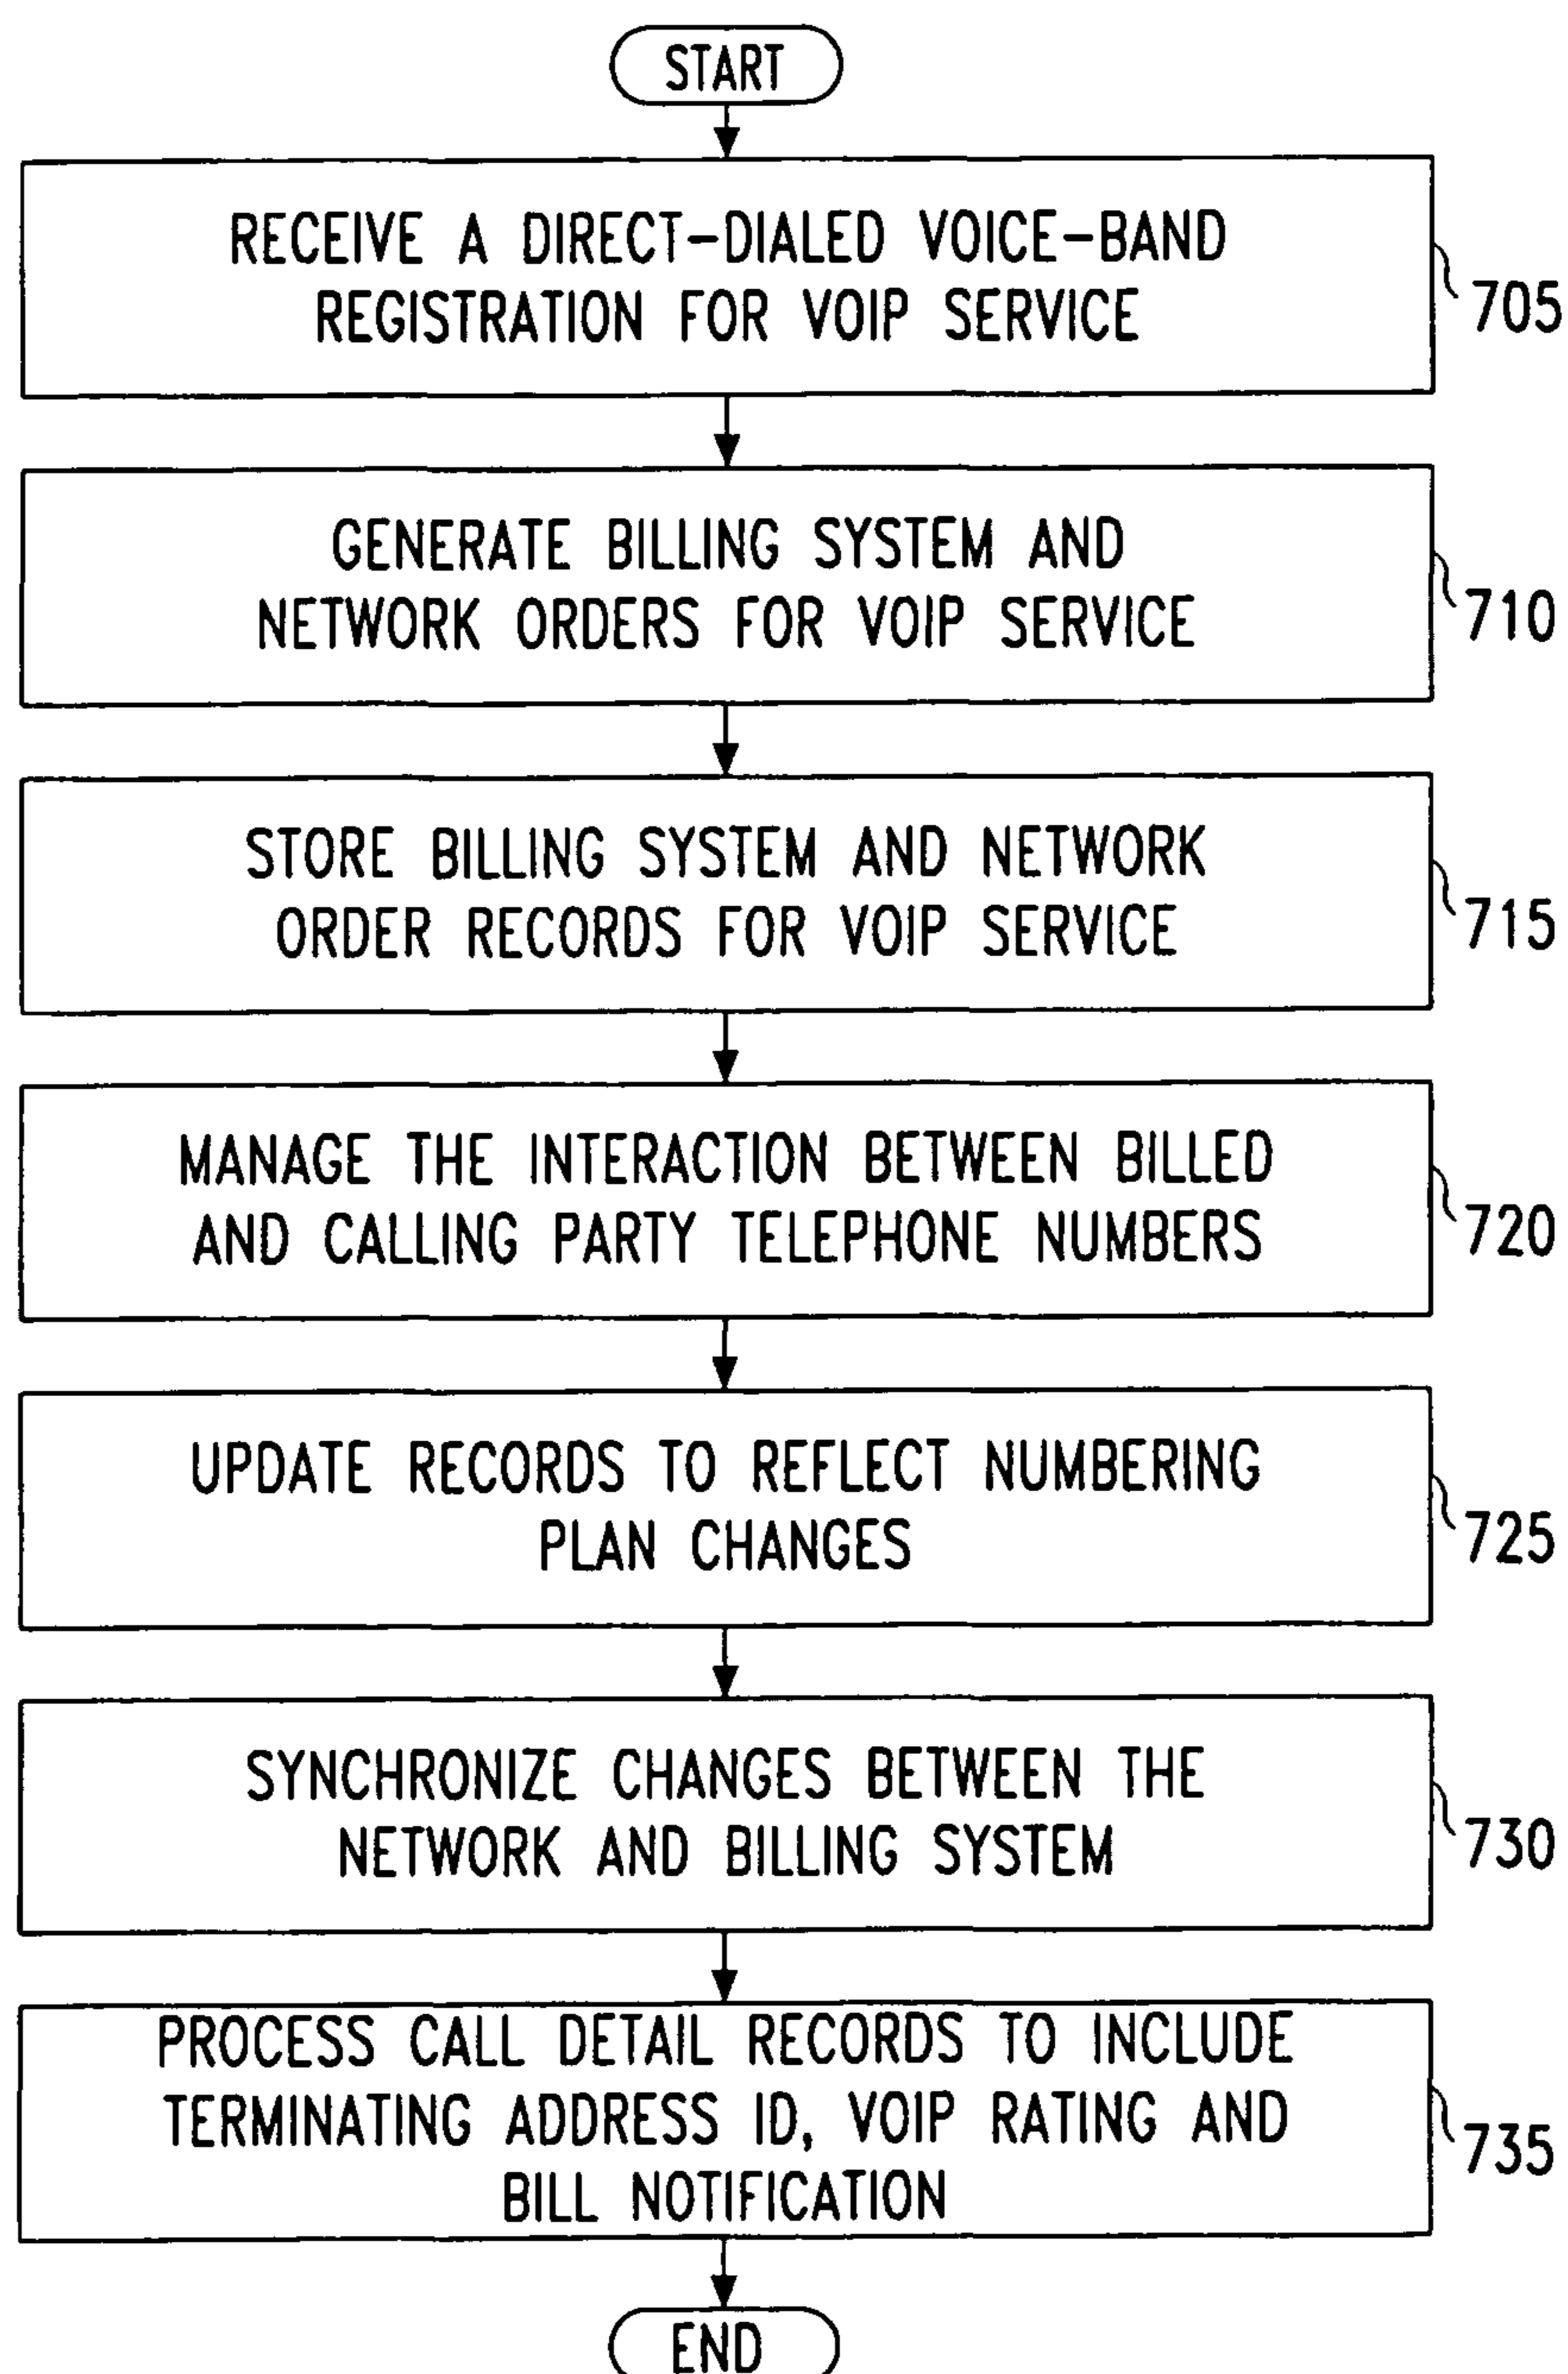 START
RECEIVE A DIRECT-DIALED VOICE-BAND
REGISTRATION FOR VOIP SERVICE
705
GENERATE BILLING SYSTEM AND
NETWORK ORDERS FOR VOIP SERVICE
710
STORE BILLING SYSTEM AND NETWORK
ORDER RECORDS FOR VOIP SERVICE
715
MANAGE THE INTERACTION BETWEEN BILLED
AND CALLING PARTY TELEPHONE NUMBERS
720
UPDATE RECORDS TO REFLECT NUMBERING
PLAN CHANGES
725
SYNCHRONIZE CHANGES BETWEEN THE
NETWORK AND BILLING SYSTEM
730
PROCESS CALL DETAIL RECORDS TO INCLUDE
TERMINATING ADDRESS ID, VOIP RATING AND
BILL NOTIFICATION
735
END